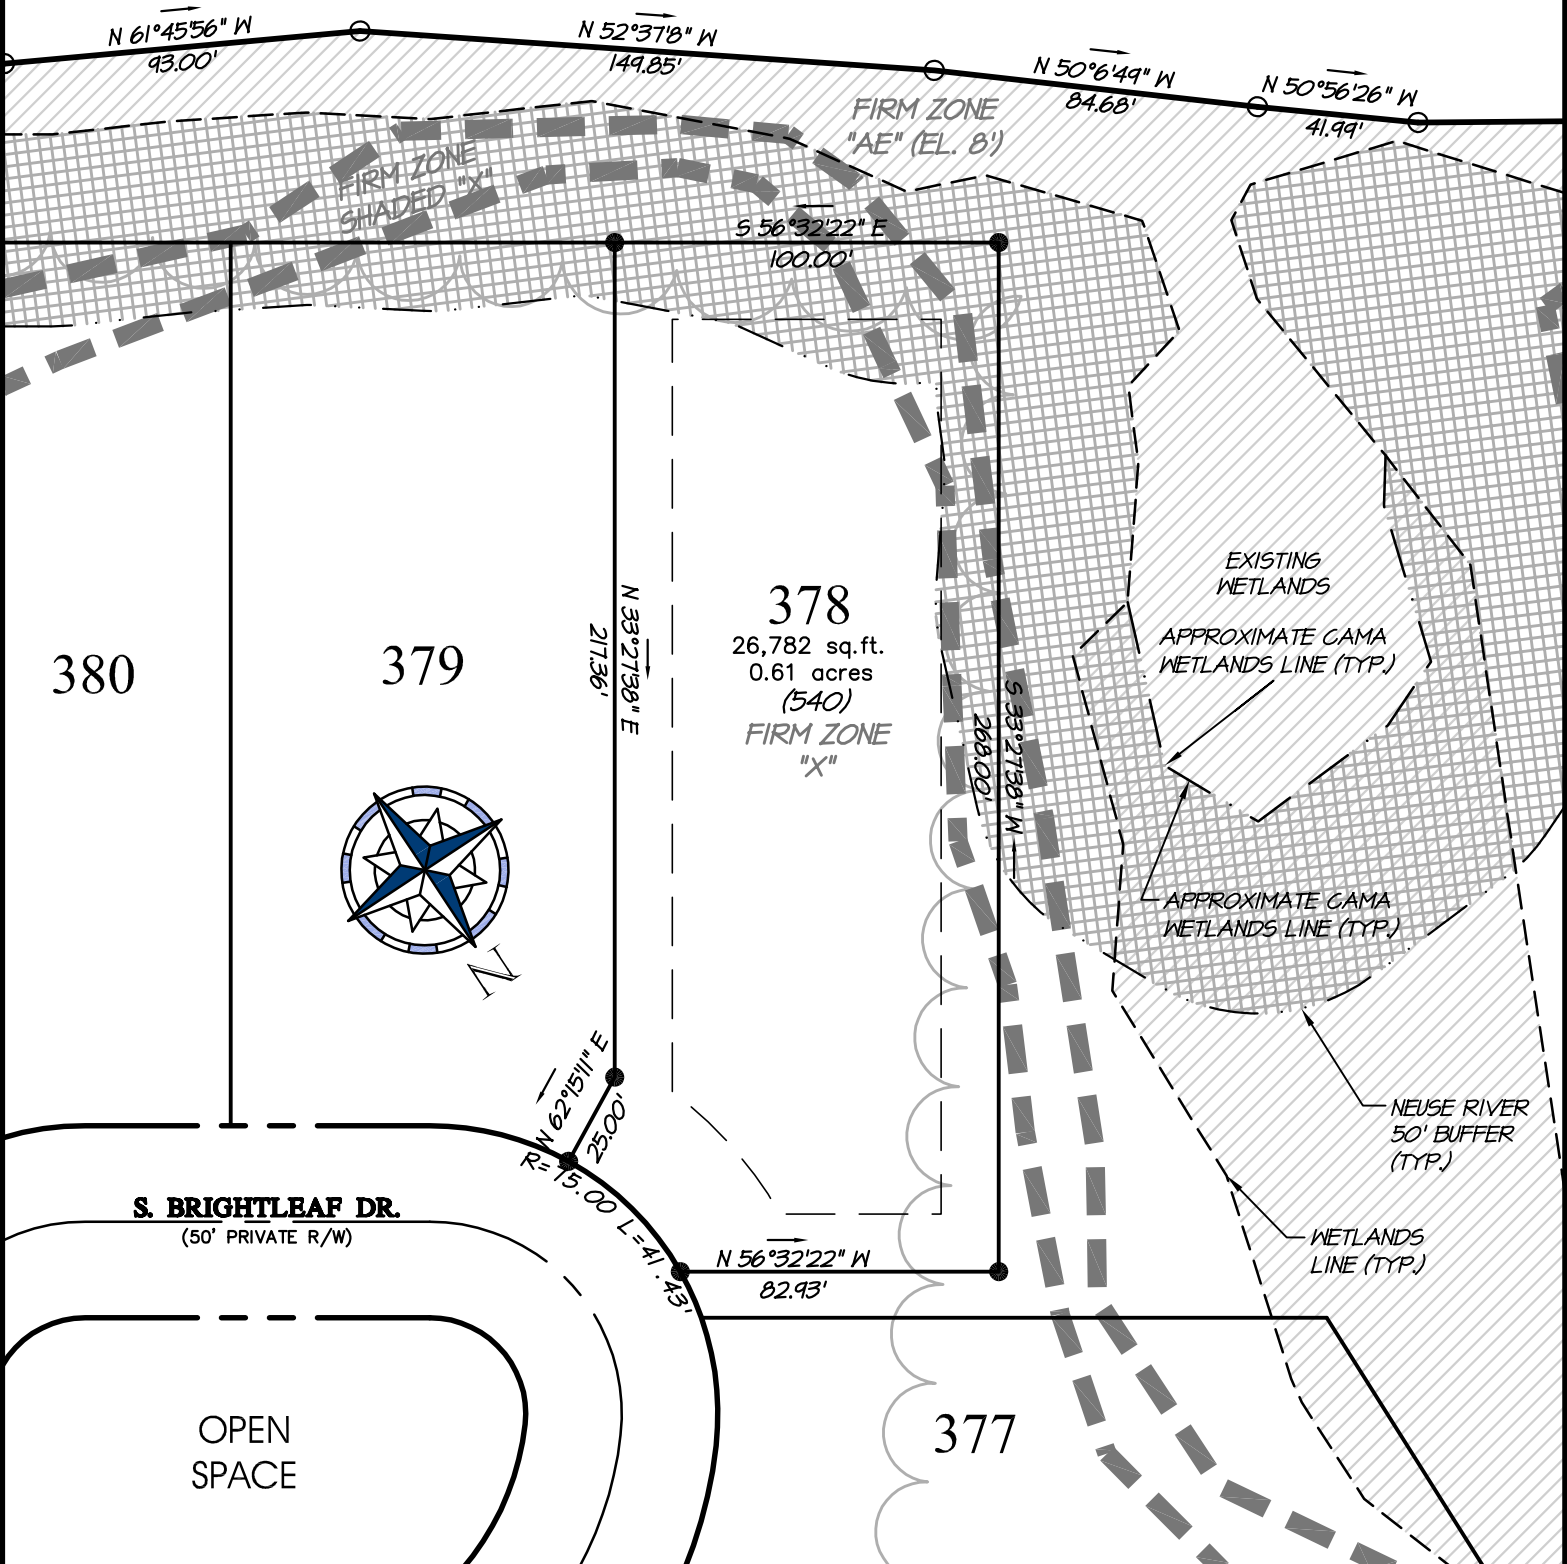 N 61°45'56" W
93.00'
N 52°37'8" W
149.85'
N 50°6'49" W
84.68'
N 50°56'26" W
41.99'
FIRM ZONE
"AE" (EL. 8')
FIRM ZONE
SHADED "X"
S 56°32'22" E
100.00'
N 33°27'38" E
217.36'
378
26,782 sq.ft.
0.61 acres
(540)
FIRM ZONE
"X"
380
379
S 33°27'38" W
268.00'
EXISTING
WETLANDS
APPROXIMATE CAMA
WETLANDS LINE (TYP.)
APPROXIMATE CAMA
WETLANDS LINE (TYP.)
N
N 62°15'11" E
25.00'
R=75.00 L=41.43'
NEUSE RIVER
50' BUFFER
(TYP.)
S. BRIGHTLEAF DR.
(50' PRIVATE R/W)
WETLANDS
LINE (TYP.)
N 56°32'22" W
82.93'
OPEN
SPACE
377